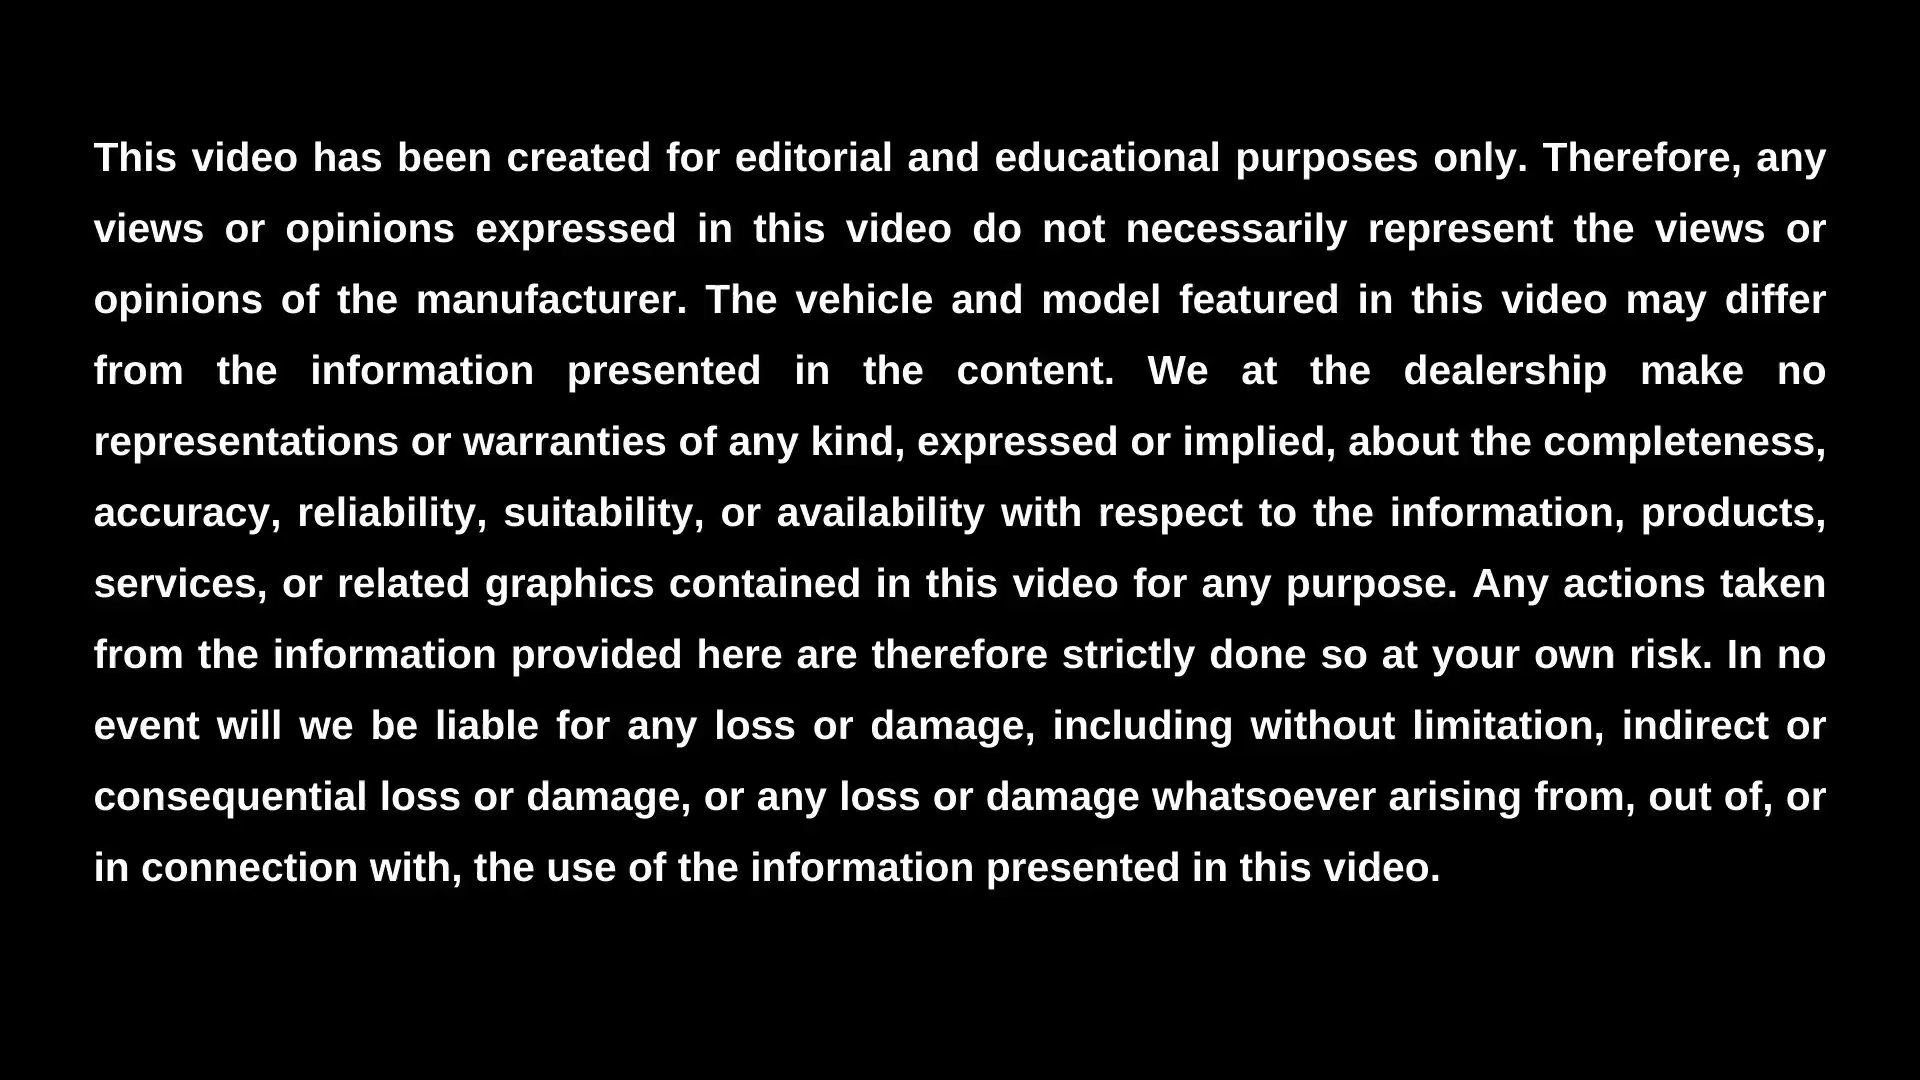 This video has been created for editorial and educational purposes only. Therefore, any
views or opinions expressed in this video do not necessarily represent the views or
opinions of the manufacturer. The vehicle and model featured in this video may differ
from the information presented in the content. We at the dealership make no
representations or warranties of any kind, expressed or implied, about the completeness,
accuracy, reliability, suitability, or availability with respect to the information, products,
services, or related graphics contained in this video for any purpose. Any actions taken
from the information provided here are therefore strictly done so at your own risk. In no
event will we be liable for any loss or damage, including without limitation, indirect or
consequential loss or damage, or any loss or damage whatsoever arising from, out of, or
in connection with, the use of the information presented in this video.